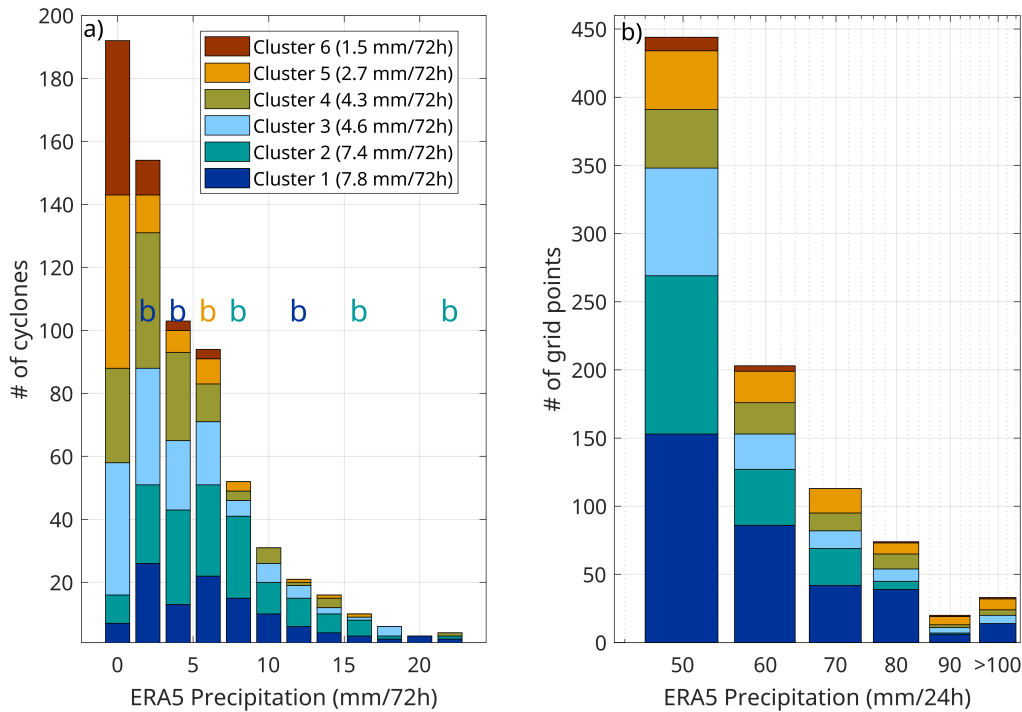 a)
200
180
160
140
120
100
80
60
40
20
# of cyclones
Cluster 6 (1.5 mm/72h)
Cluster 5 (2.7 mm/72h)
Cluster 4 (4.3 mm/72h)
Cluster 3 (4.6 mm/72h)
Cluster 2 (7.4 mm/72h)
Cluster 1 (7.8 mm/72h)
b b b b b b b
0 5 10 15 20
ERA5 Precipitation (mm/72h)
b)
450
400
350
300
250
200
150
100
50
0
# of grid points
50 60 70 80 90 >100
ERA5 Precipitation (mm/24h)